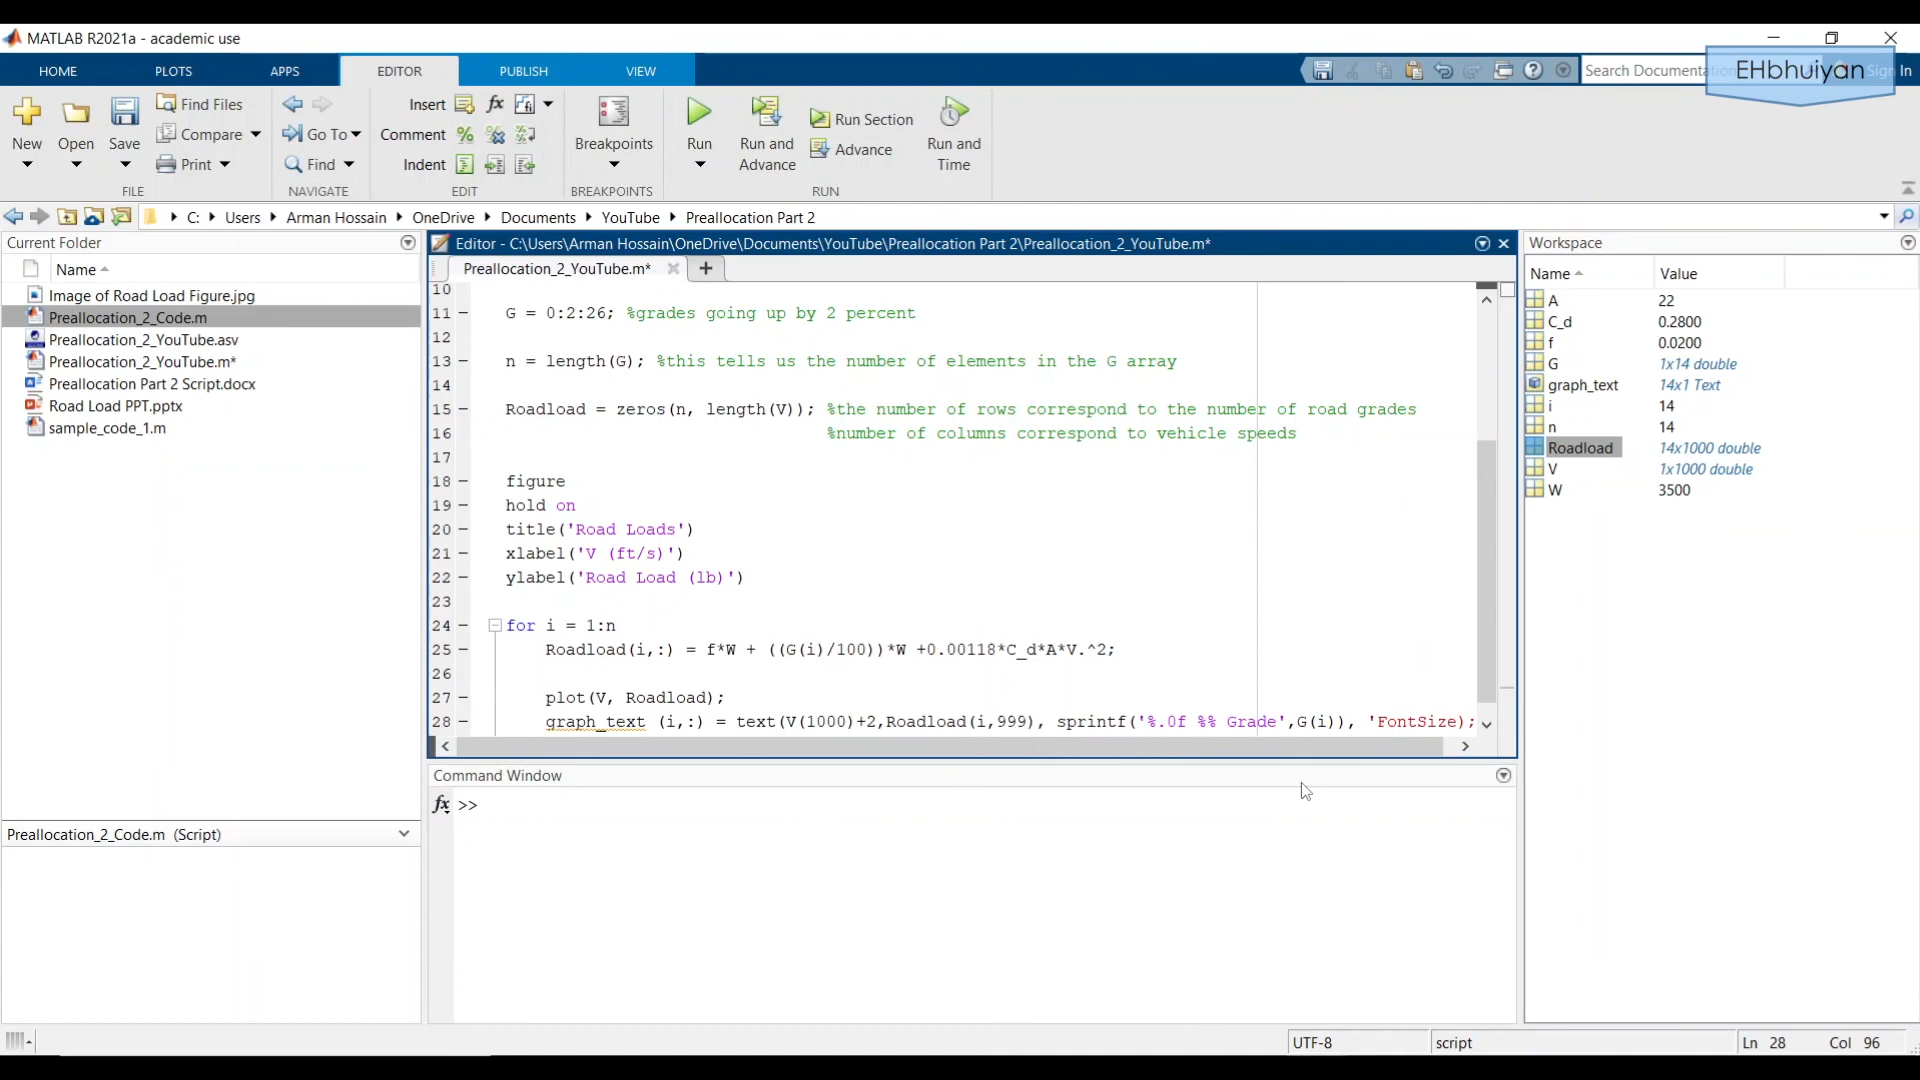 MATLAB R2021a - academic use
HOME PLOTS APPS EDITOR PUBLISH VIEW Search Documentation EHbhuiyan Sign In
Find Files Insert fx fi
Compare Go To Comment % Run Section
New Open Save Print Find Indent Breakpoints Run Run and Advance Advance Run and Time
FILE NAVIGATE EDIT BREAKPOINTS RUN
C: Users Arman Hossain OneDrive Documents YouTube Preallocation Part 2
Current Folder
Name
Image of Road Load Figure.jpg
Preallocation_2_Code.m
Preallocation_2_YouTube.asv
Preallocation_2_YouTube.m*
Preallocation Part 2 Script.docx
Road Load PPT.pptx
sample_code_1.m
Preallocation_2_Code.m (Script)
Editor - C:\Users\Arman Hossain\OneDrive\Documents\YouTube\Preallocation Part 2\Preallocation_2_YouTube.m*
Preallocation_2_YouTube.m* +
10
11 – G = 0:2:26; %grades going up by 2 percent
12
13 – n = length(G); %this tells us the number of elements in the G array
14
15 – Roadload = zeros(n, length(V)); %the number of rows correspond to the number of road grades
16 %number of columns correspond to vehicle speeds
17
18 – figure
19 – hold on
20 – title('Road Loads')
21 – xlabel('V (ft/s)')
22 – ylabel('Road Load (lb)')
23
24 – for i = 1:n
25 – Roadload(i,:) = f*W + ((G(i)/100))*W +0.00118*C_d*A*V.^2;
26
27 – plot(V, Roadload);
28 – graph_text (i,:) = text(V(1000)+2,Roadload(i,999), sprintf('%.0f %% Grade',G(i)), 'FontSize);
Command Window
fx >>
Workspace
Name Value
A 22
C_d 0.2800
f 0.0200
G 1x14 double
graph_text 14x1 Text
i 14
n 14
Roadload 14x1000 double
V 1x1000 double
W 3500
UTF-8 script Ln 28 Col 96